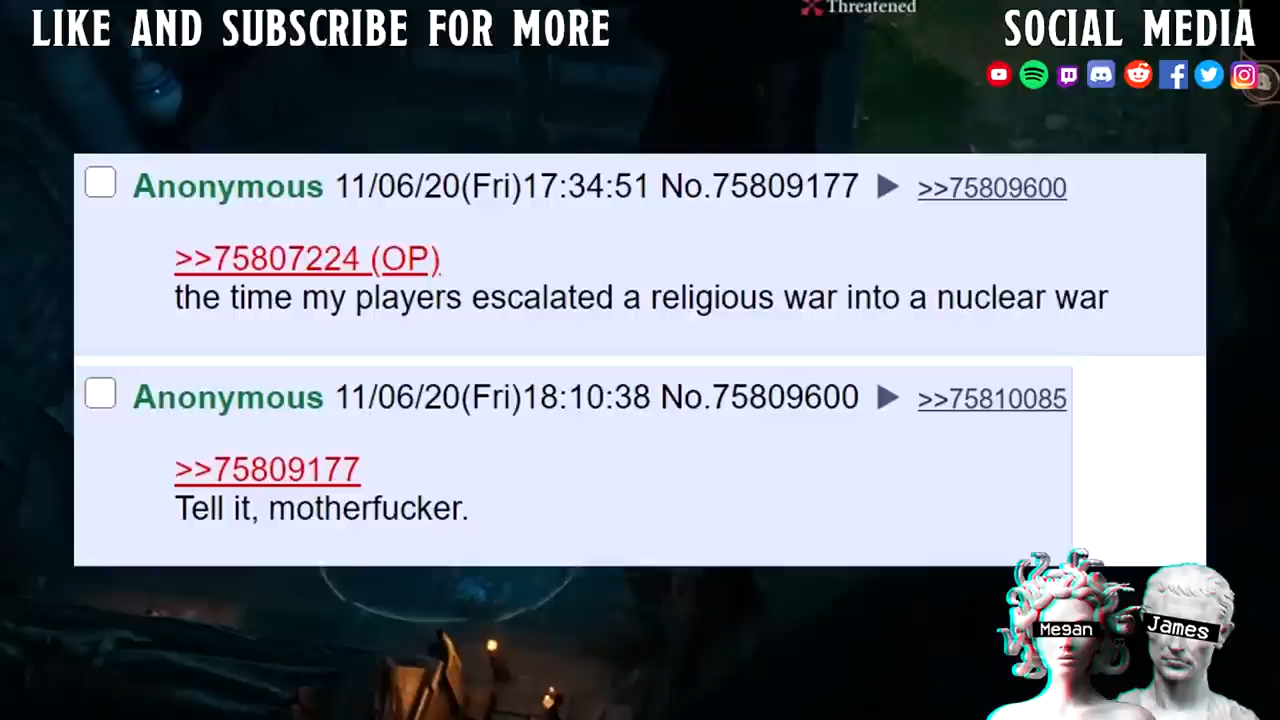 Threatened
LIKE AND SUBSCRIBE FOR MORE
SOCIAL MEDIA
Anonymous 11/06/20(Fri)17:34:51 No.75809177 ▶ >>75809600
>>75807224 (OP)
the time my players escalated a religious war into a nuclear war
Anonymous 11/06/20(Fri)18:10:38 No.75809600 ▶ >>75810085
>>75809177
Tell it, motherfucker.
Megan
James